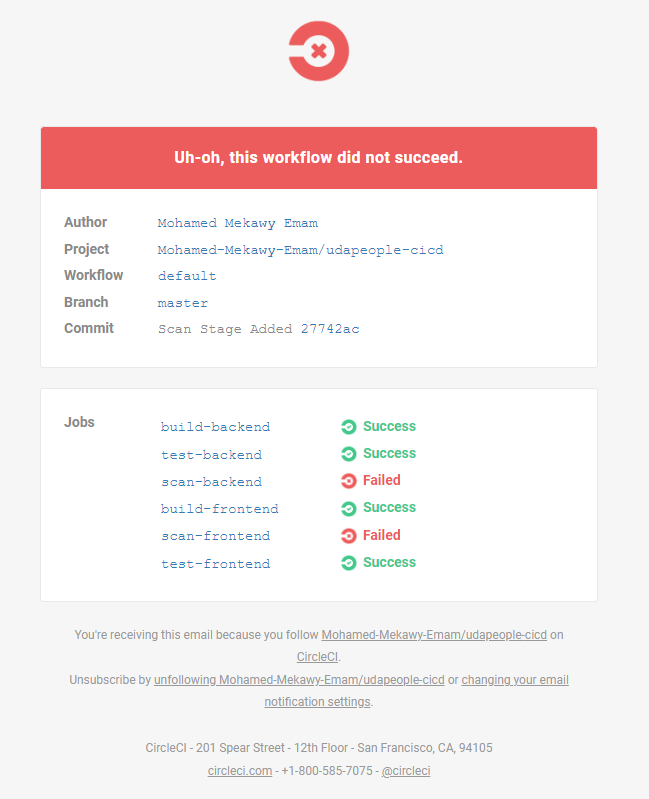 Uh-oh, this workflow did not succeed.
Author Mohamed Mekawy Emam
Project Mohamed-Mekawy-Emam/udapeople-cicd
Workflow default
Branch master
Commit Scan Stage Added 27742ac
Jobs build-backend Success
test-backend Success
scan-backend Failed
build-frontend Success
scan-frontend Failed
test-frontend Success
You're receiving this email because you follow Mohamed-Mekawy-Emam/udapeople-cicd on
CircleCI.
Unsubscribe by unfollowing Mohamed-Mekawy-Emam/udapeople-cicd or changing your email
notification settings.
CircleCI - 201 Spear Street - 12th Floor - San Francisco, CA, 94105
circleci.com - +1-800-585-7075 - @circleci